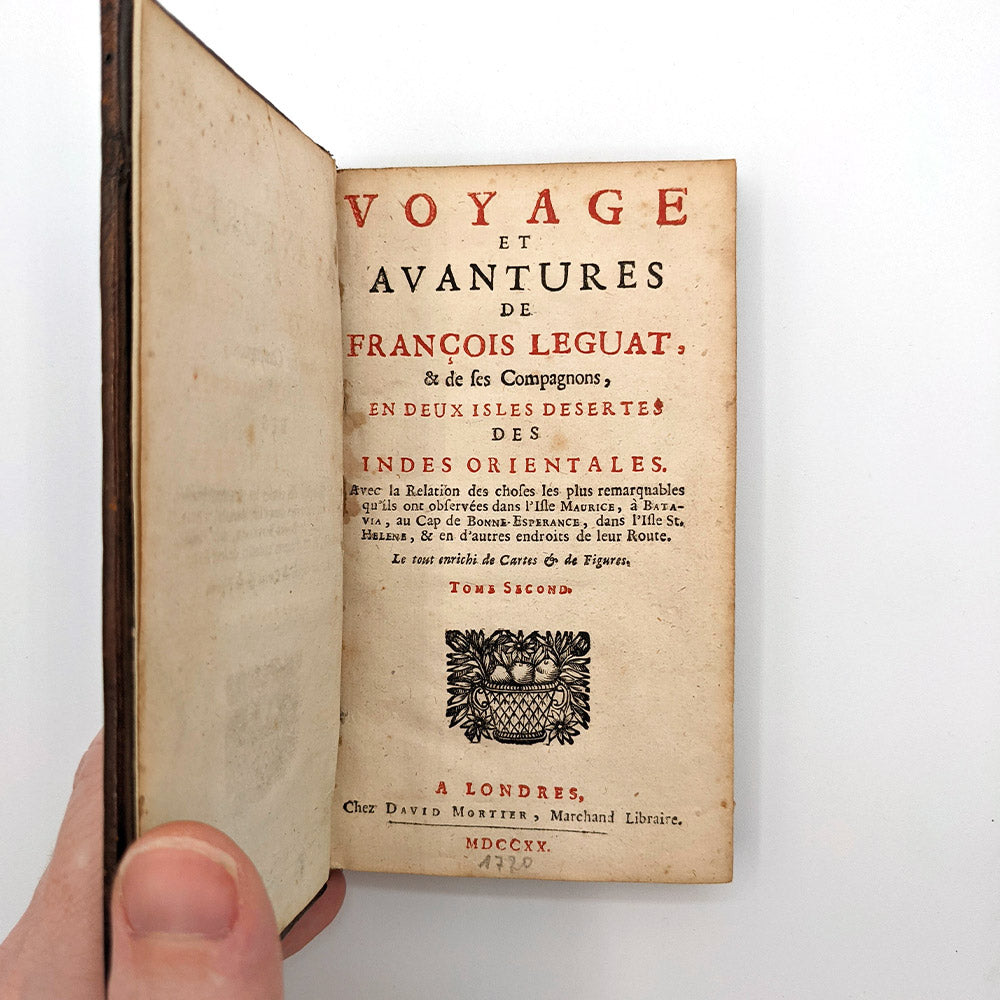 VOYAGE
ET
AVANTURES
DE
FRANÇOIS LEGUAT,
& de ſes Compagnons,
EN DEUX ISLES DESERTES
DES
INDES ORIENTALES.
Avec la Relation des choſes les plus remarquables
qu'ils ont obſervées dans l'Iſle MAURICE, à BATA-
VIA, au Cap de BONNE-ESPERANCE, dans l'Iſle St.
HELENE, & en d'autres endroits de leur Route.
Le tout enrichi de Cartes & de Figures.
TOME SECOND.
A LONDRES,
Chez DAVID MORTIER, Marchand Libraire.
MDCCXX.
1720